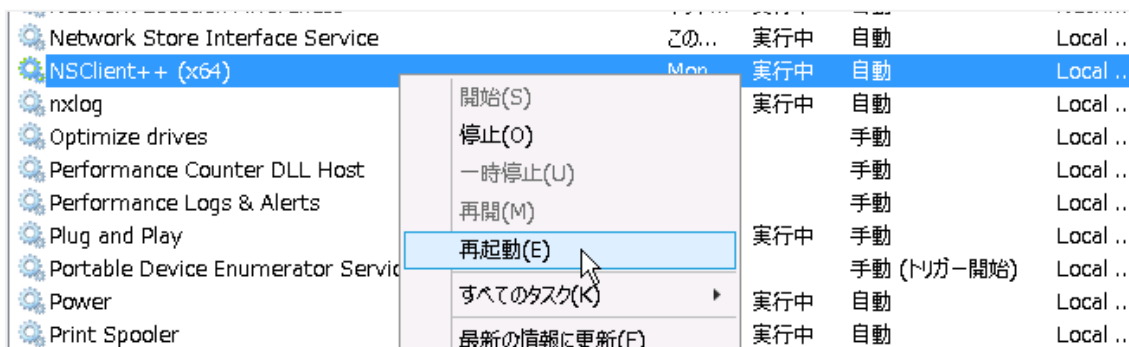 Network Store Interface Service この... 実行中 自動 Local ...
NSClient++ (x64) Mon 実行中 自動 Local ...
nxlog 実行中 自動 Local ...
Optimize drives 手動 Local ...
Performance Counter DLL Host 手動 Local ...
Performance Logs & Alerts 手動 Local ...
Plug and Play 実行中 手動 Local ...
Portable Device Enumerator Servic 手動 (トリガー開始) Local ...
Power 実行中 自動 Local ...
Print Spooler 実行中 自動 Local ...
開始(S)
停止(O)
一時停止(U)
再開(M)
再起動(E)
すべてのタスク(K)
最新の情報に更新(F)